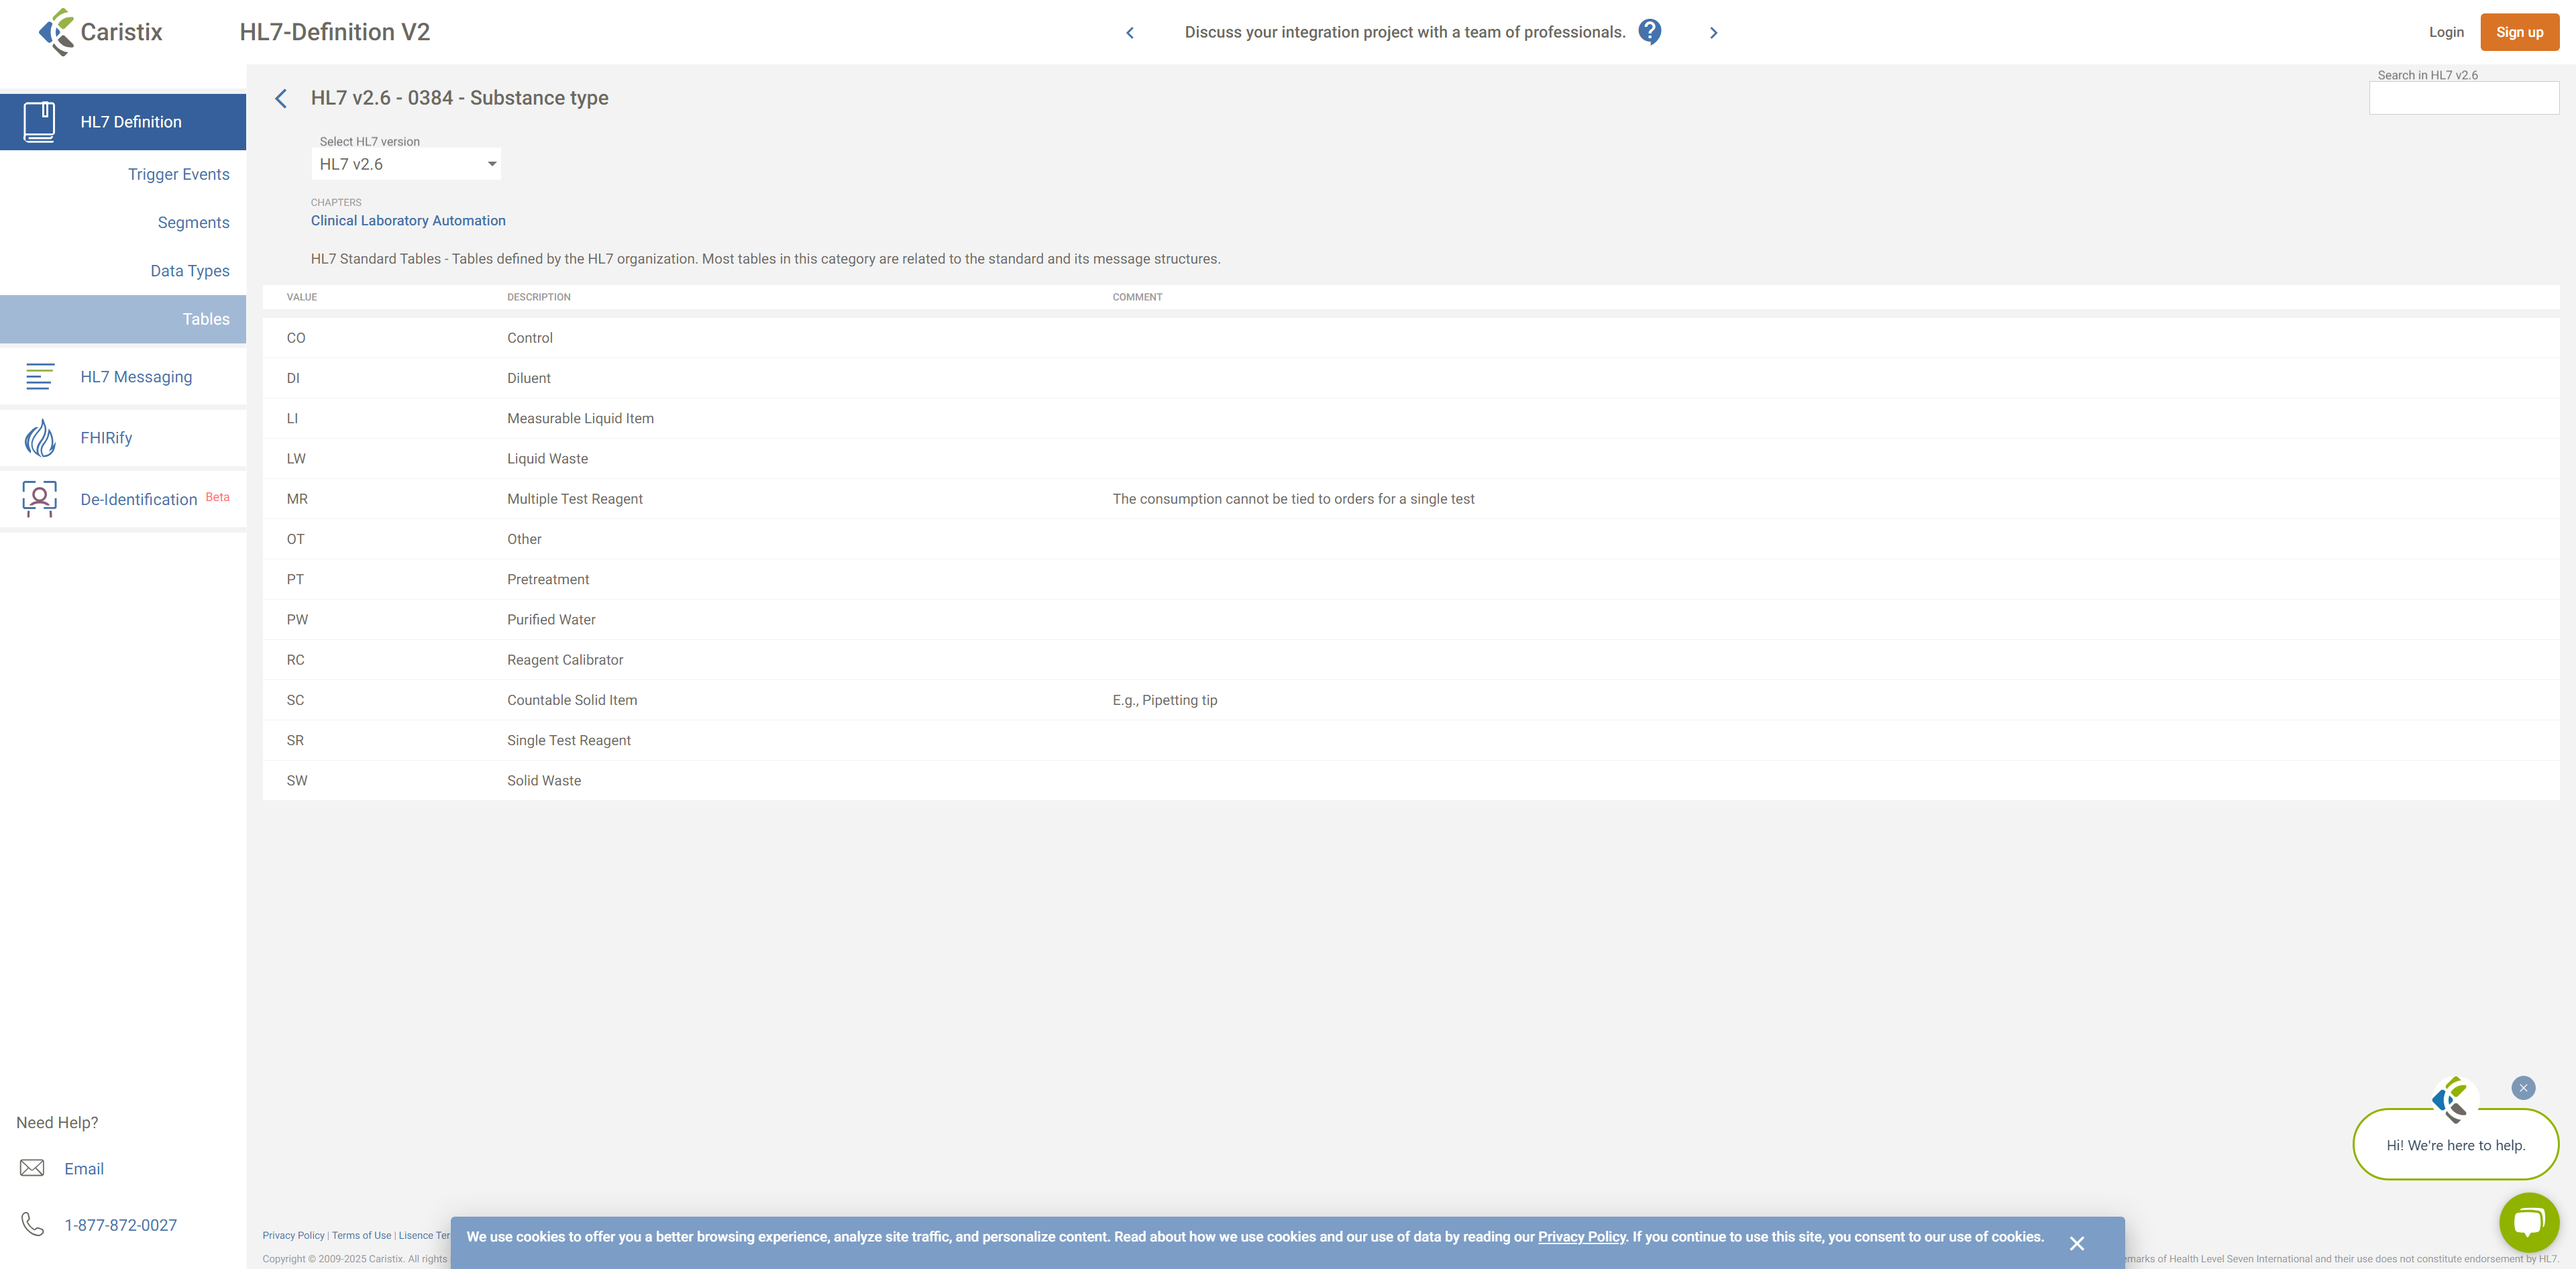 Caristix
HL7-Definition V2
Discuss your integration project with a team of professionals.
Login
Sign up
HL7 Definition
Trigger Events
Segments
Data Types
Tables
HL7 Messaging
FHIRify
De-Identification Beta
Need Help?
Email
1-877-872-0027
HL7 v2.6 - 0384 - Substance type
Search in HL7 v2.6
Select HL7 version
HL7 v2.6
CHAPTERS
Clinical Laboratory Automation
HL7 Standard Tables - Tables defined by the HL7 organization. Most tables in this category are related to the standard and its message structures.
VALUE DESCRIPTION COMMENT
CO Control
DI Diluent
LI Measurable Liquid Item
LW Liquid Waste
MR Multiple Test Reagent The consumption cannot be tied to orders for a single test
OT Other
PT Pretreatment
PW Purified Water
RC Reagent Calibrator
SC Countable Solid Item E.g., Pipetting tip
SR Single Test Reagent
SW Solid Waste
Hi! We're here to help.
Privacy Policy | Terms of Use | Lisence Ter
We use cookies to offer you a better browsing experience, analyze site traffic, and personalize content. Read about how we use cookies and our use of data by reading our Privacy Policy. If you continue to use this site, you consent to our use of cookies.
Copyright © 2009-2025 Caristix. All rights
emarks of Health Level Seven International and their use does not constitute endorsement by HL7.